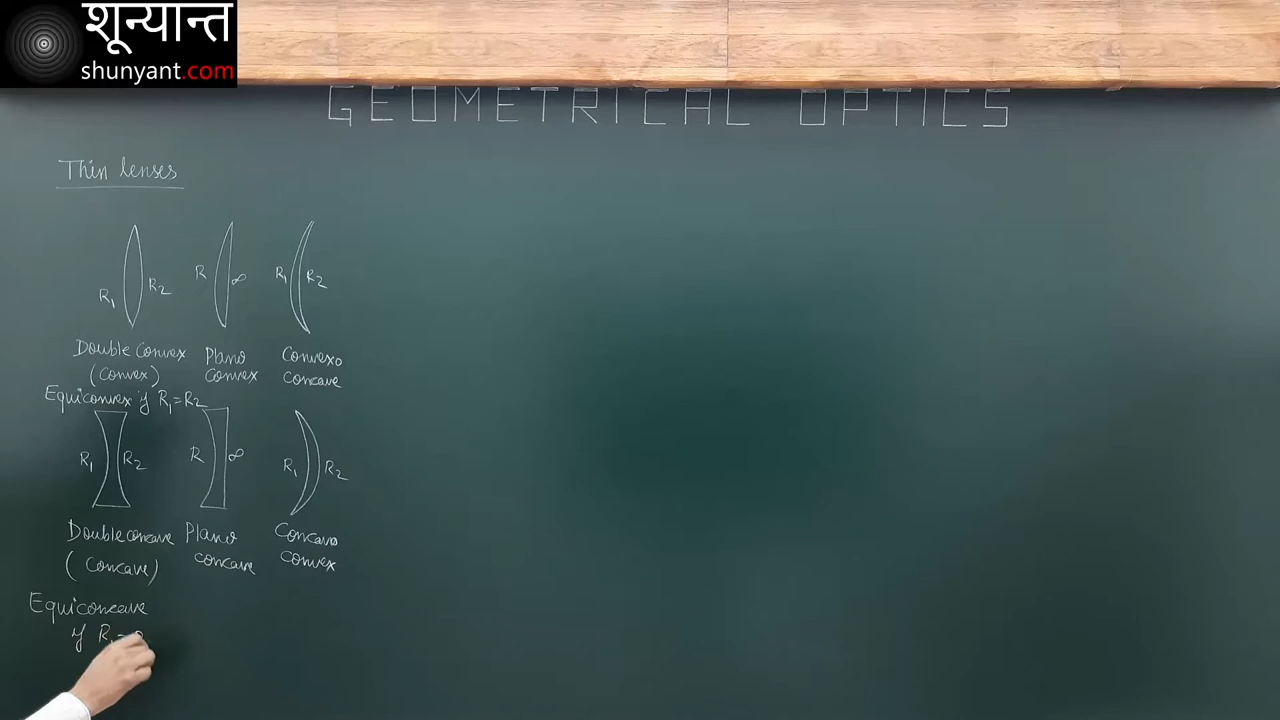 शून्यान्त
shunyant.com
GEOMETRICAL OPTICS
Thin lenses
R1 R2
R ∞
R1 R2
Double Convex
(Convex)
Plano
Convex
Convexo
concave
Equiconvex if R1=R2
R1 R2
R ∞
R1 R2
Double concave
(Concave)
Plano
concave
Concavo
convex
Equiconcave
if R1=